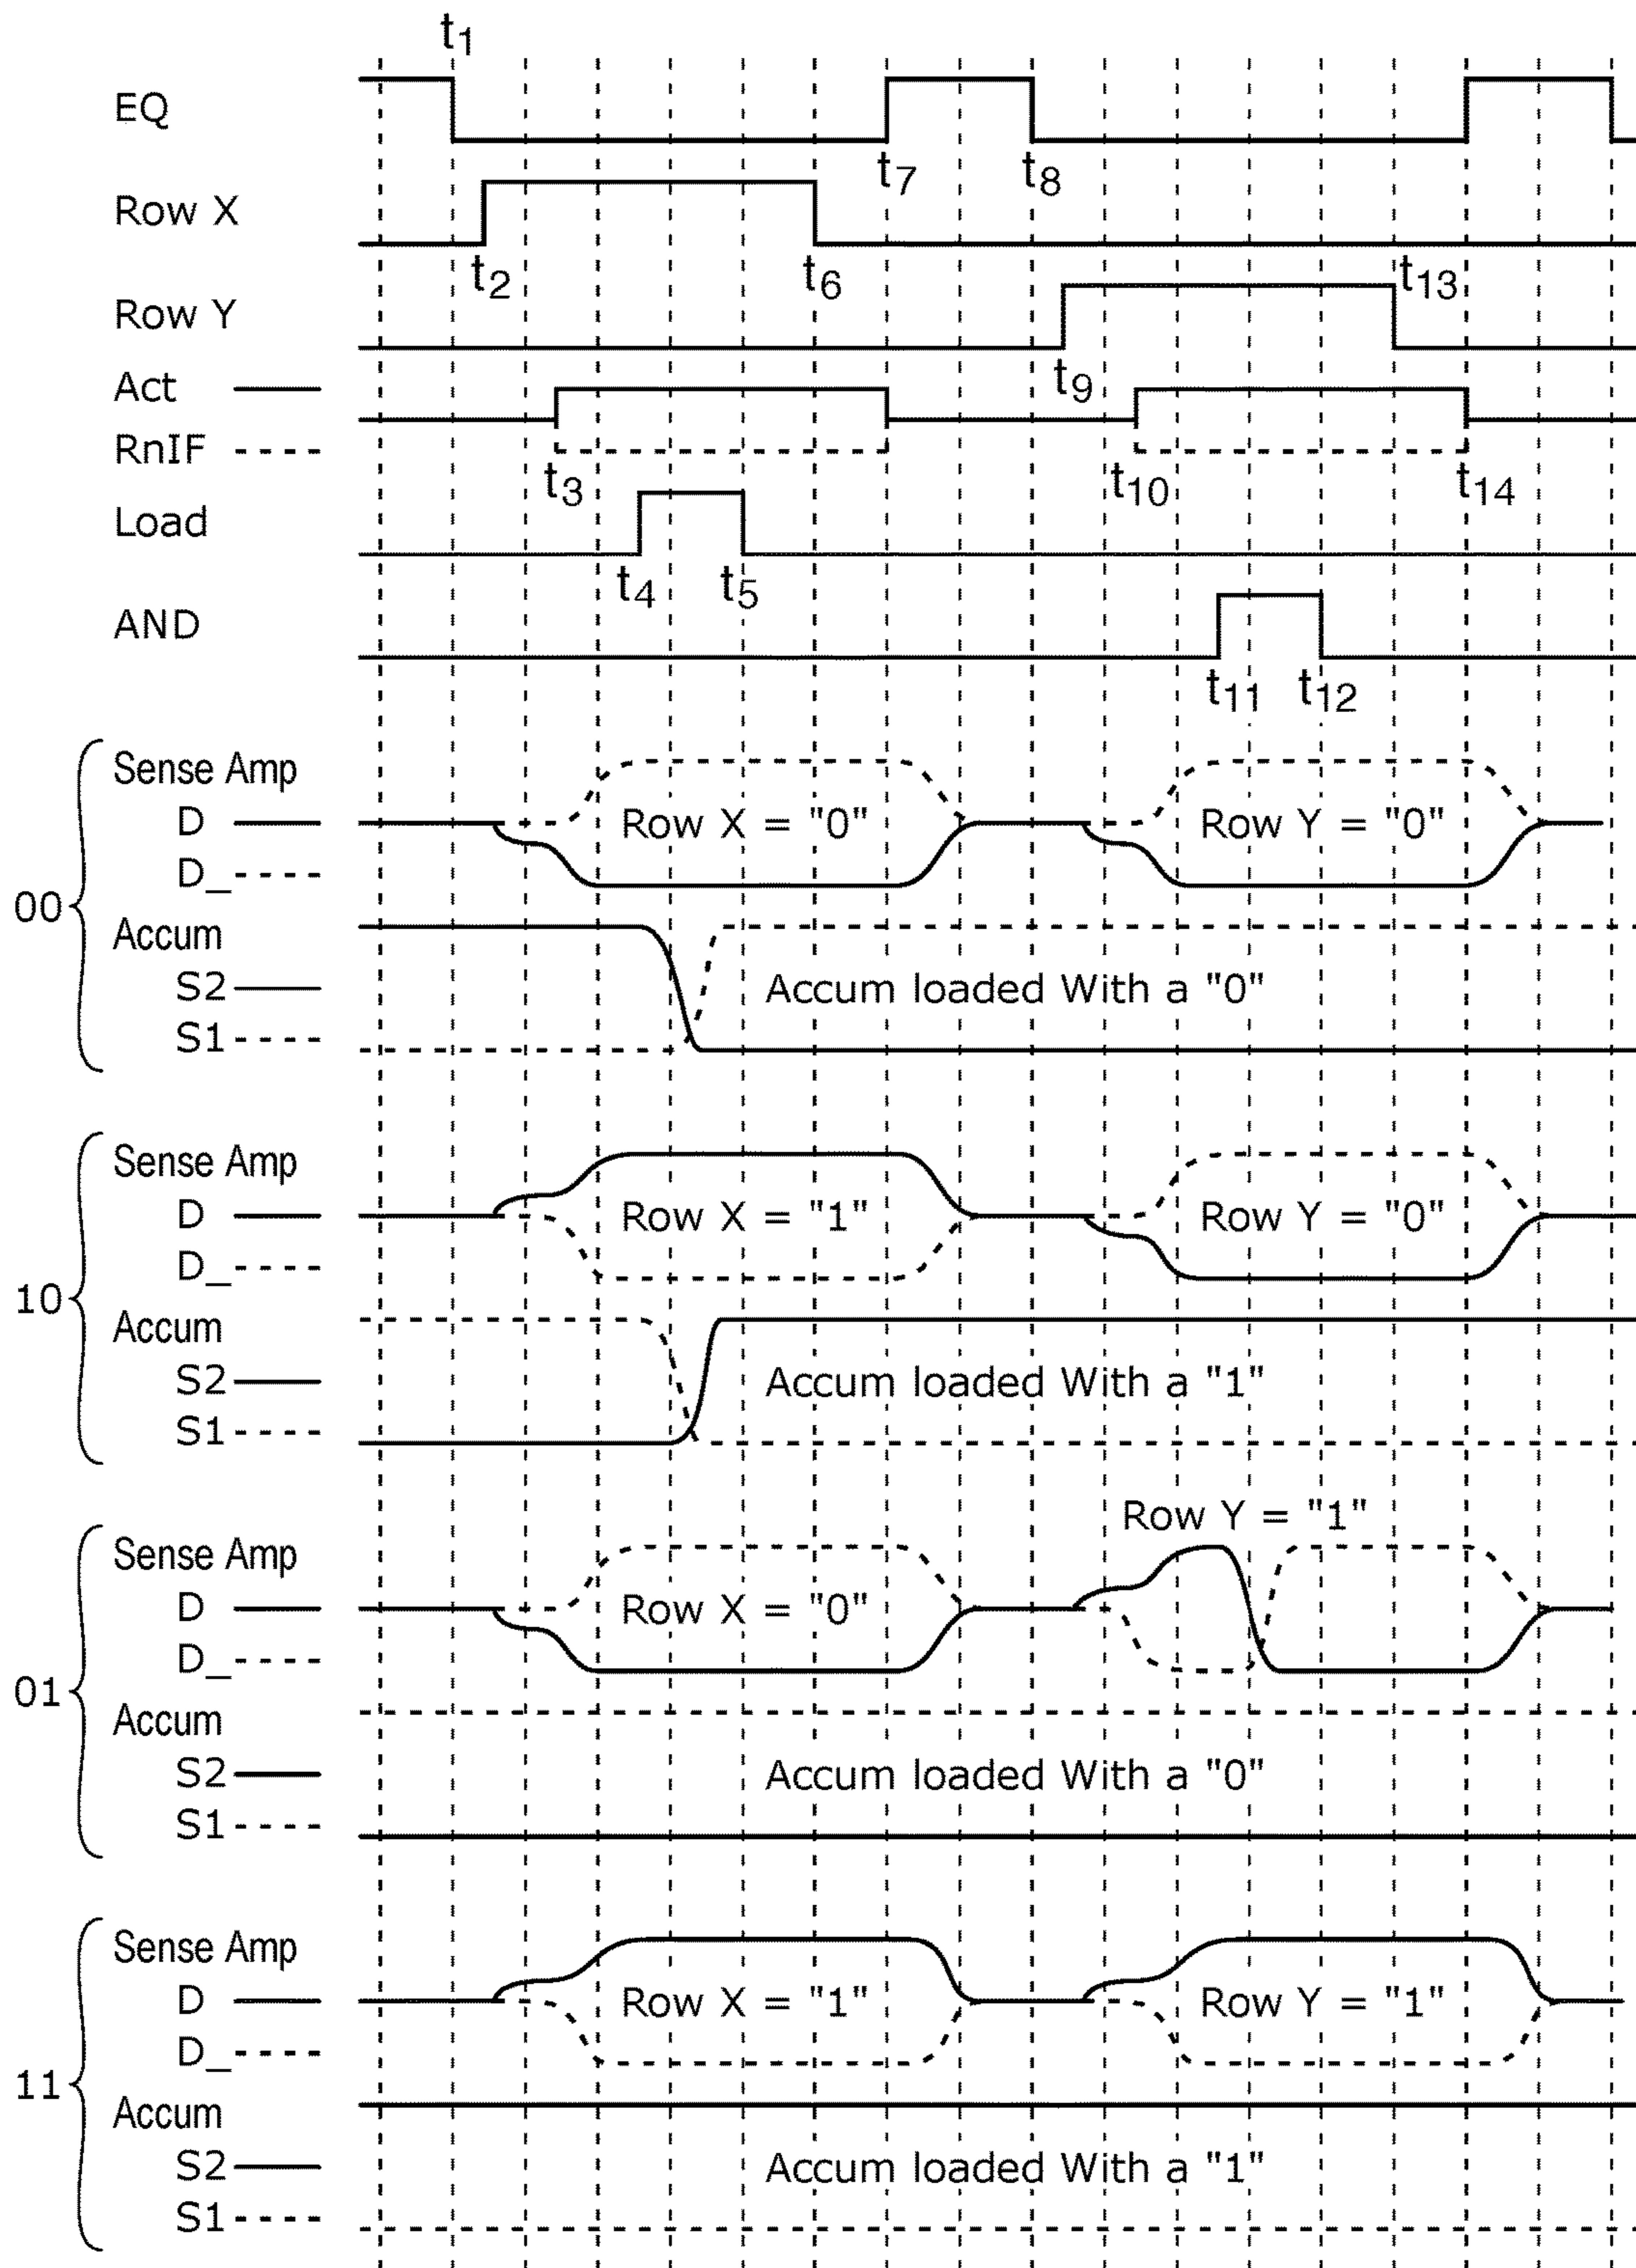 t1
EQ
t7 t8
Row X
t2 t6 t13
Row Y
t9
Act
RnIF
t3 t10 t14
Load
t4 t5
AND
t11 t12
00
Sense Amp
D Row X = "0" Row Y = "0"
D_
Accum
S2 Accum loaded With a "0"
S1
10
Sense Amp
D Row X = "1" Row Y = "0"
D_
Accum
S2 Accum loaded With a "1"
S1
01
Row Y = "1"
Sense Amp
D Row X = "0"
D_
Accum
S2 Accum loaded With a "0"
S1
11
Sense Amp
D Row X = "1" Row Y = "1"
D_
Accum
S2 Accum loaded With a "1"
S1